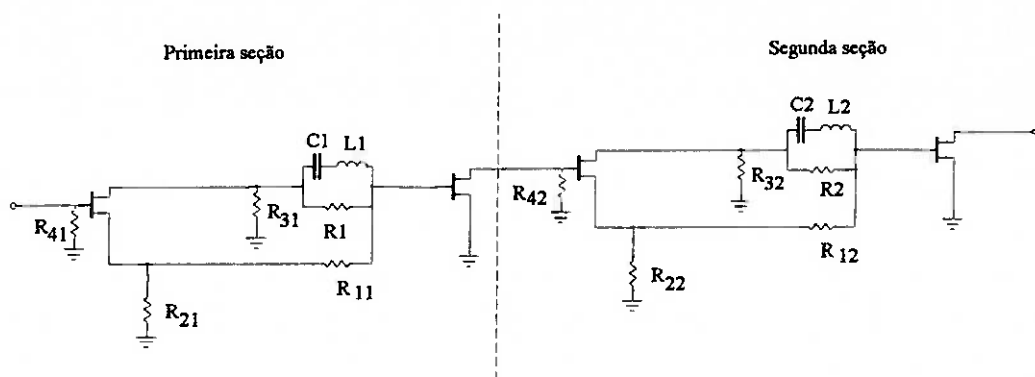 Primeira seção
Segunda seção
C1
L1
R41
R31
R1
R11
R21
C2
L2
R42
R32
R2
R12
R22